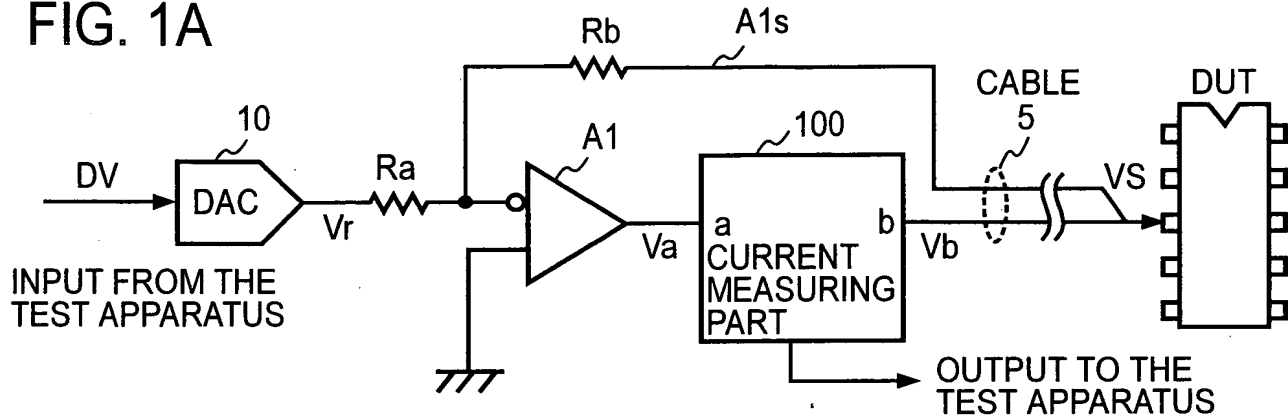 FIG. 1A
Rb
A1s
CABLE
5
DUT
10
A1
100
Ra
DV
DAC
VS
Vr
Va
a
b
Vb
CURRENT
MEASURING
PART
INPUT FROM THE
TEST APPARATUS
OUTPUT TO THE
TEST APPARATUS